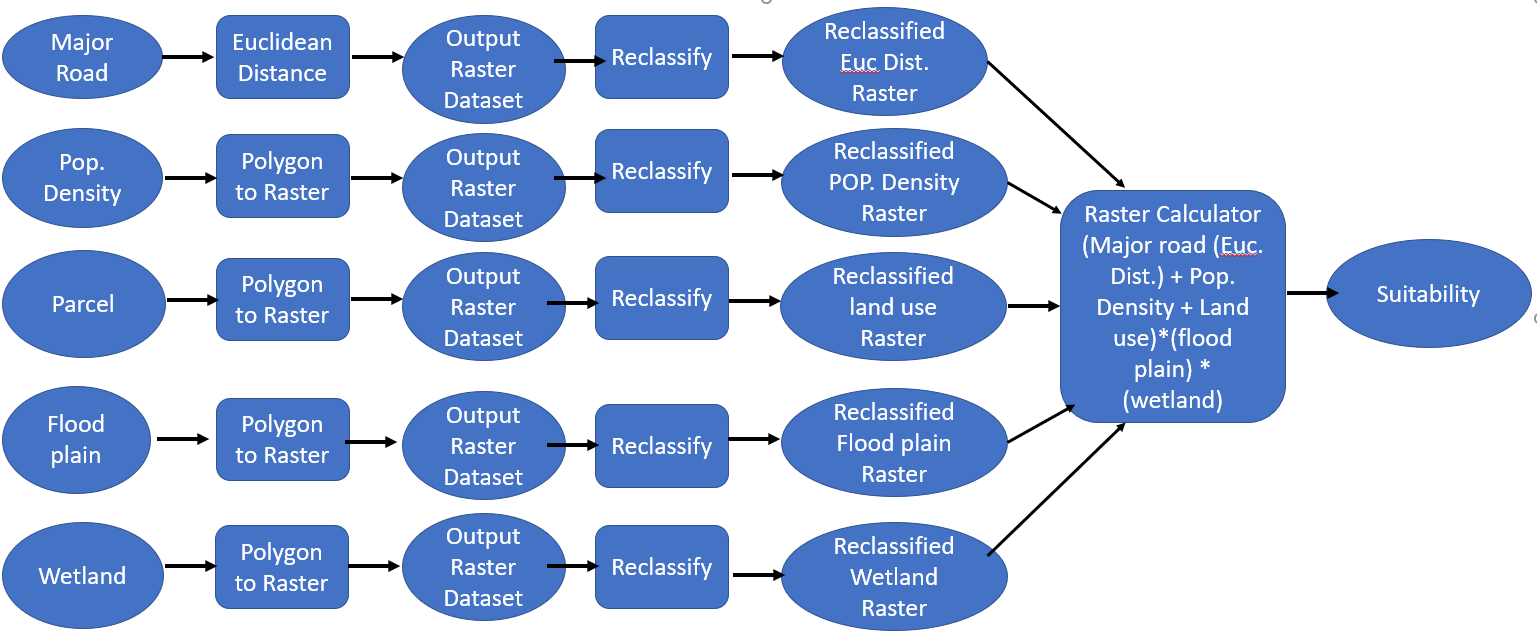 Major
Road
Euclidean
Distance
Output
Raster
Dataset
Reclassify
Reclassified
Euc Dist.
Raster
Pop.
Density
Polygon
to Raster
Output
Raster
Dataset
Reclassify
Reclassified
POP. Density
Raster
Parcel
Polygon
to Raster
Output
Raster
Dataset
Reclassify
Reclassified
land use
Raster
Flood
plain
Polygon
to Raster
Output
Raster
Dataset
Reclassify
Reclassified
Flood plain
Raster
Wetland
Polygon
to Raster
Output
Raster
Dataset
Reclassify
Reclassified
Wetland
Raster
Raster Calculator
(Major road (Euc.
Dist.) + Pop.
Density + Land
use)*(flood
plain) *
(wetland)
Suitability